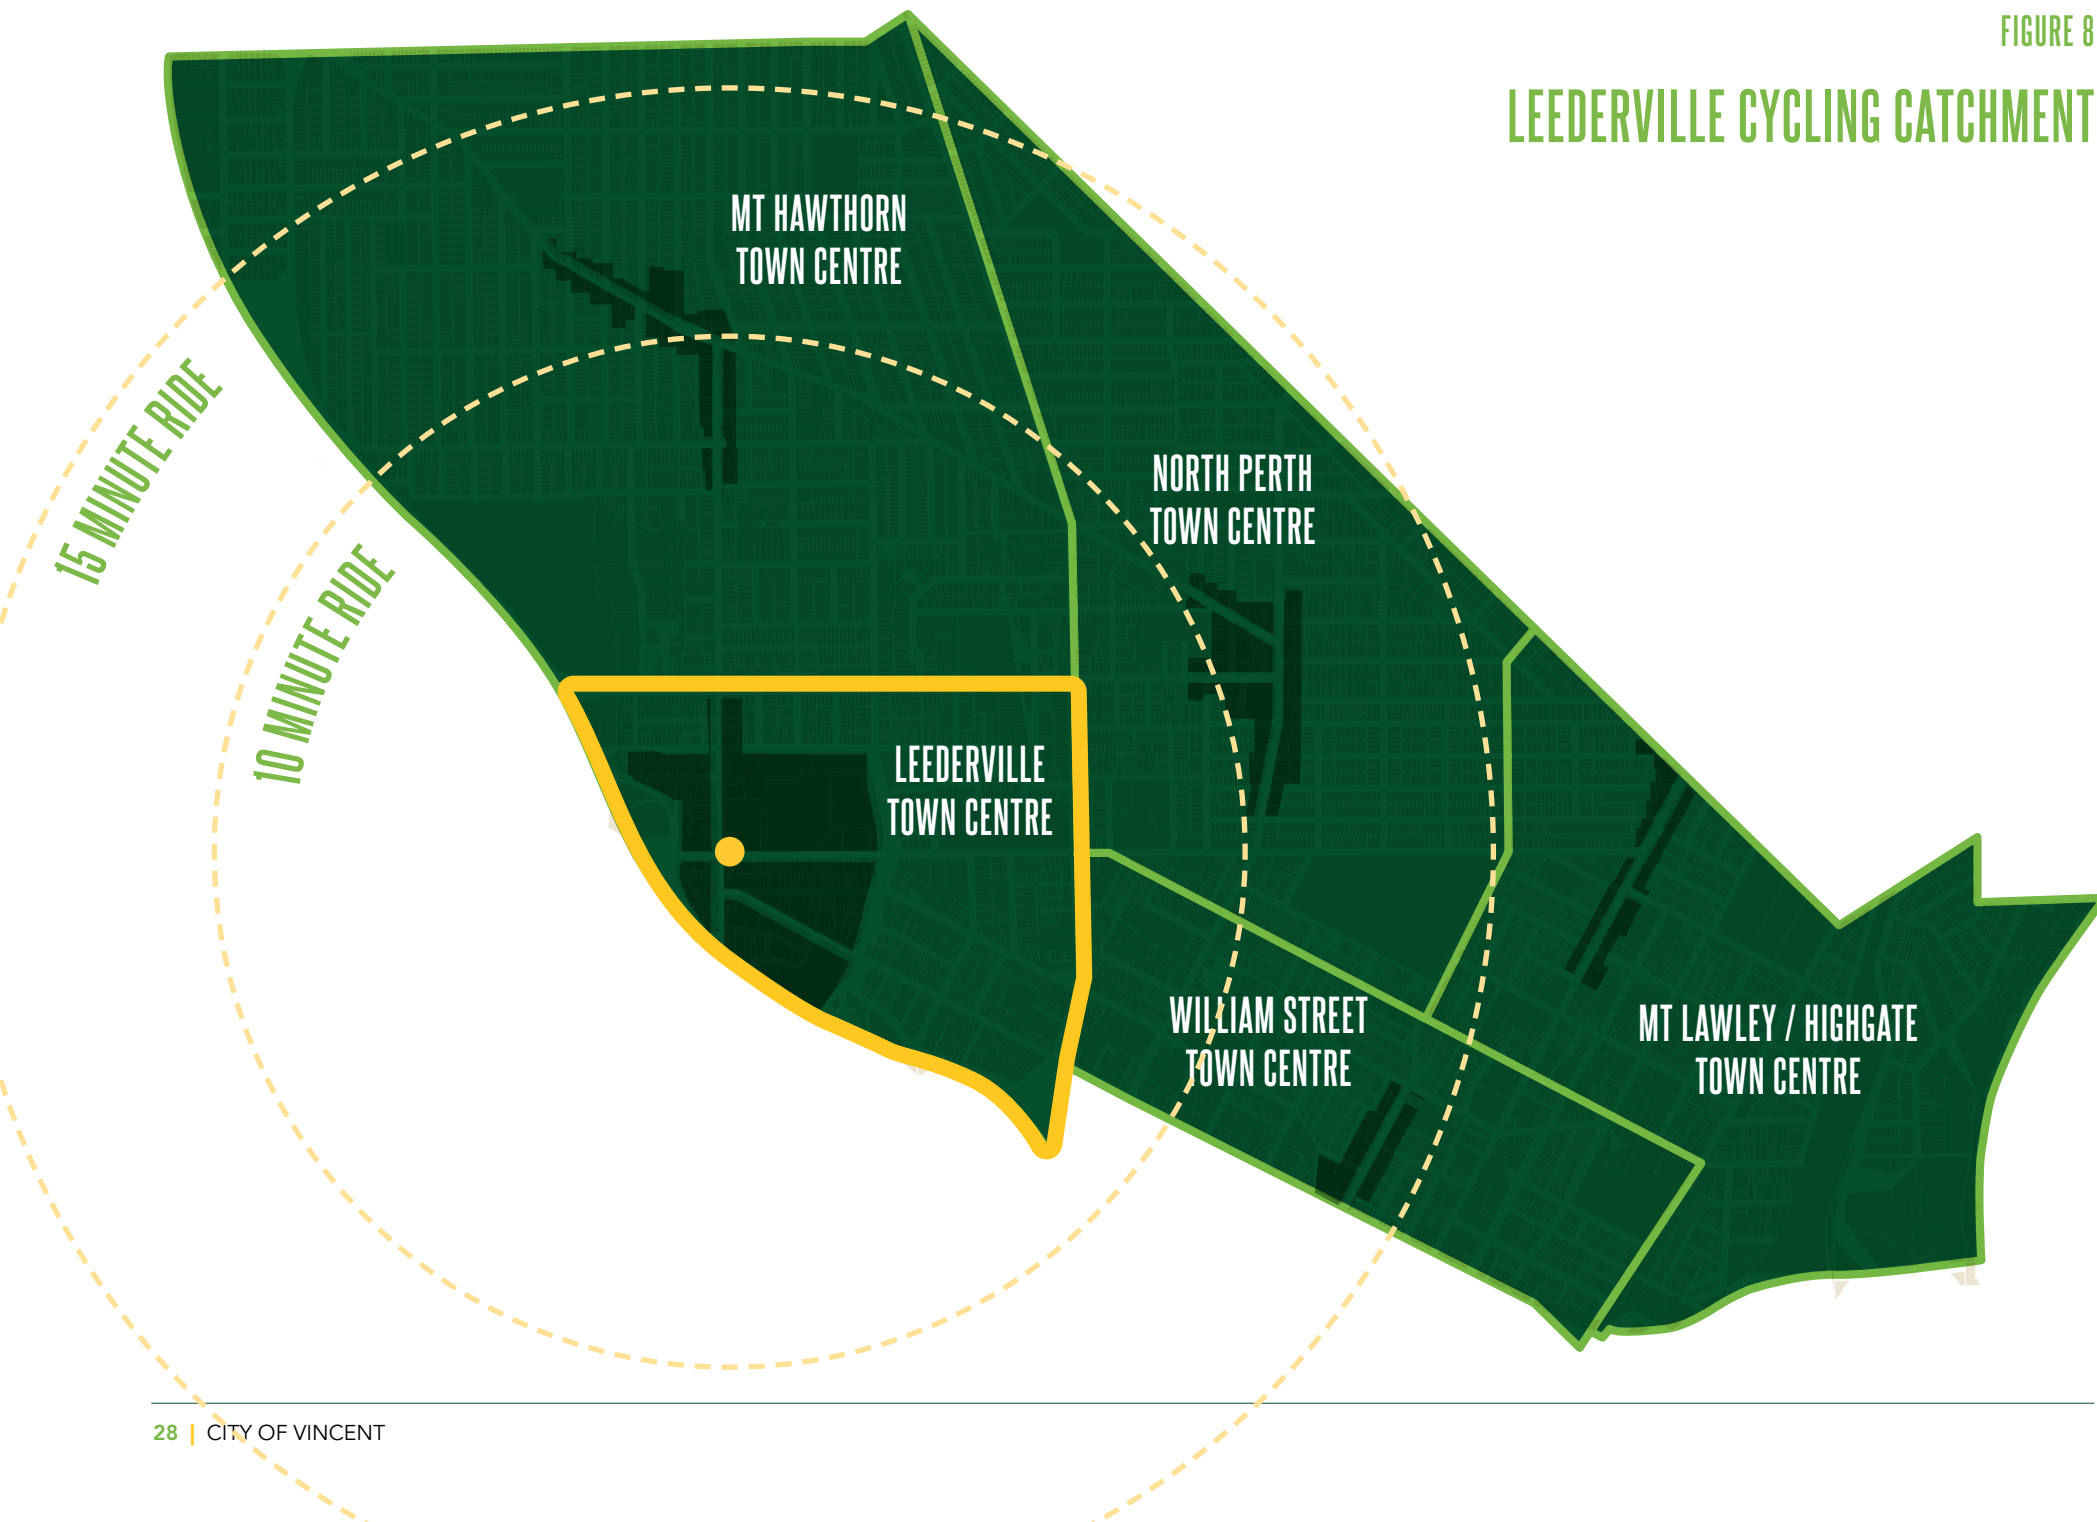 FIGURE 8
LEEDERVILLE CYCLING CATCHMENT
MT HAWTHORN
TOWN CENTRE
15 MINUTE RIDE
10 MINUTE RIDE
NORTH PERTH
TOWN CENTRE
LEEDERVILLE
TOWN CENTRE
WILLIAM STREET
TOWN CENTRE
MT LAWLEY / HIGHGATE
TOWN CENTRE
28 | CITY OF VINCENT